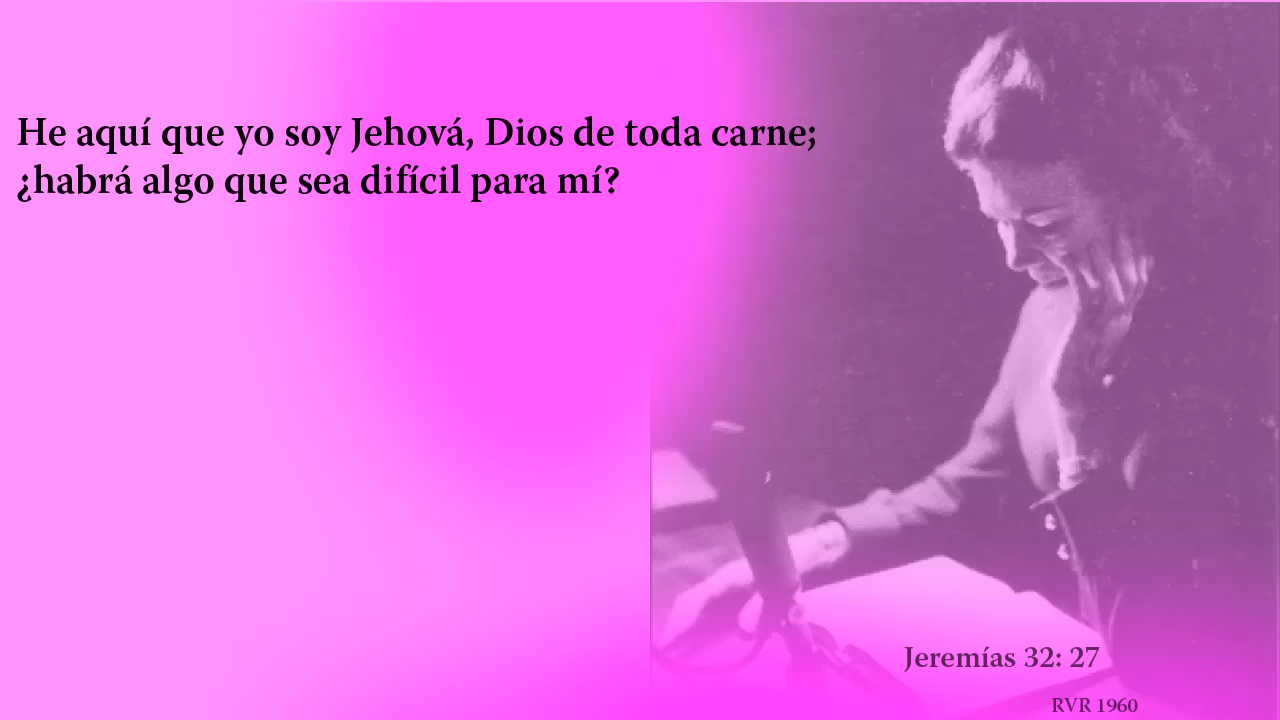 He aquí que yo soy Jehová, Dios de toda carne;
¿habrá algo que sea difícil para mí?
Jeremías 32: 27
RVR 1960